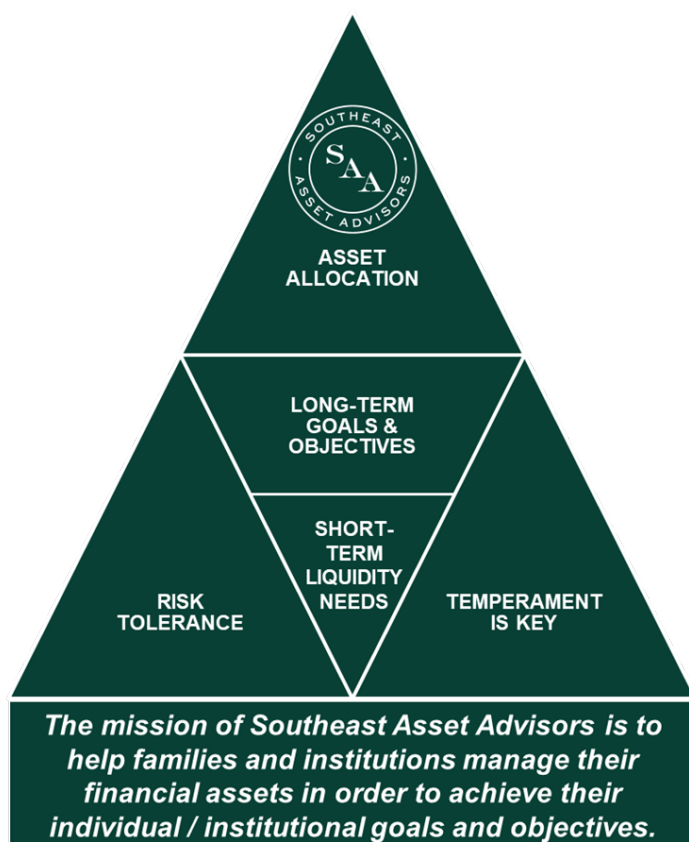 · SOUTHEAST ·
ASSET ADVISORS
SAA
ASSET
ALLOCATION
LONG-TERM
GOALS &
OBJECTIVES
SHORT-
TERM
LIQUIDITY
NEEDS
RISK
TOLERANCE
TEMPERAMENT
IS KEY
The mission of Southeast Asset Advisors is to
help families and institutions manage their
financial assets in order to achieve their
individual / institutional goals and objectives.